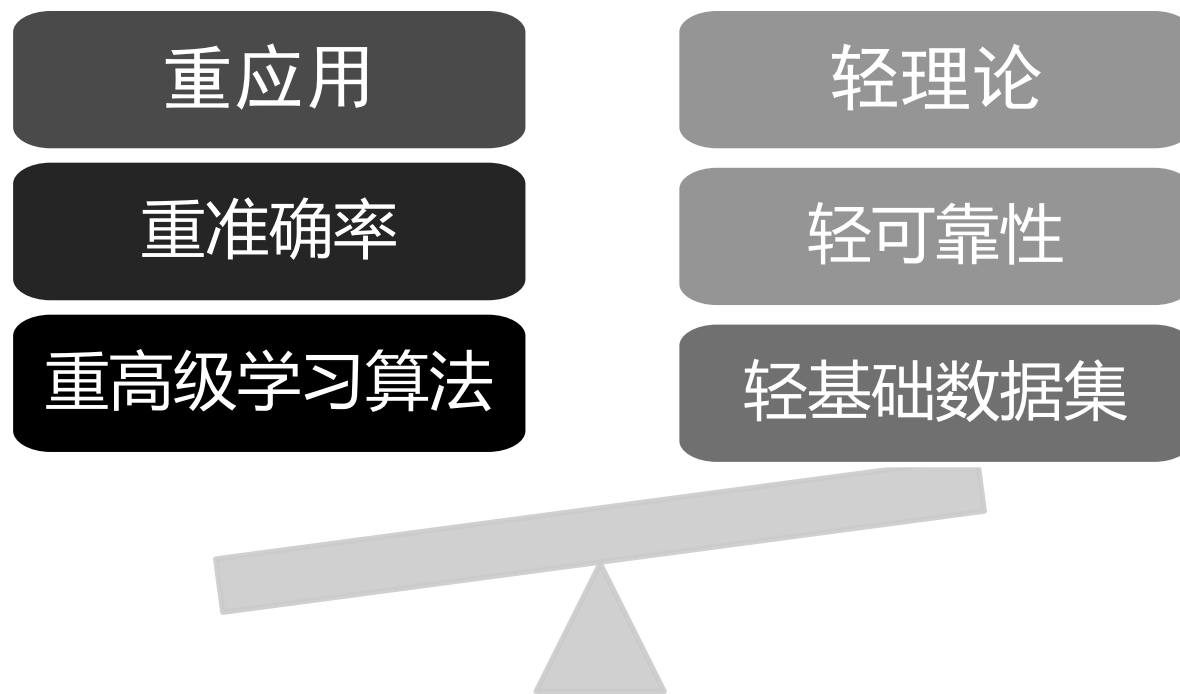 重应用
轻理论
重准确率
轻可靠性
重高级学习算法
轻基础数据集